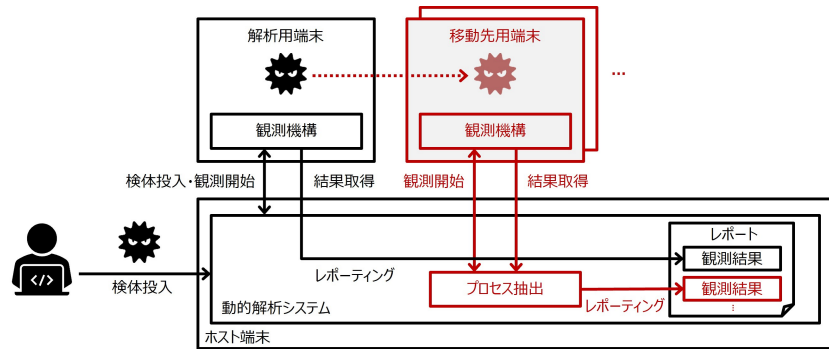 解析用端末
移動先用端末
…
観測機構
観測機構
検体投入・観測開始
結果取得
観測開始
結果取得
レポート
観測結果
レポーティング
検体投入
プロセス抽出
観測結果
レポーティング
…
動的解析システム
ホスト端末